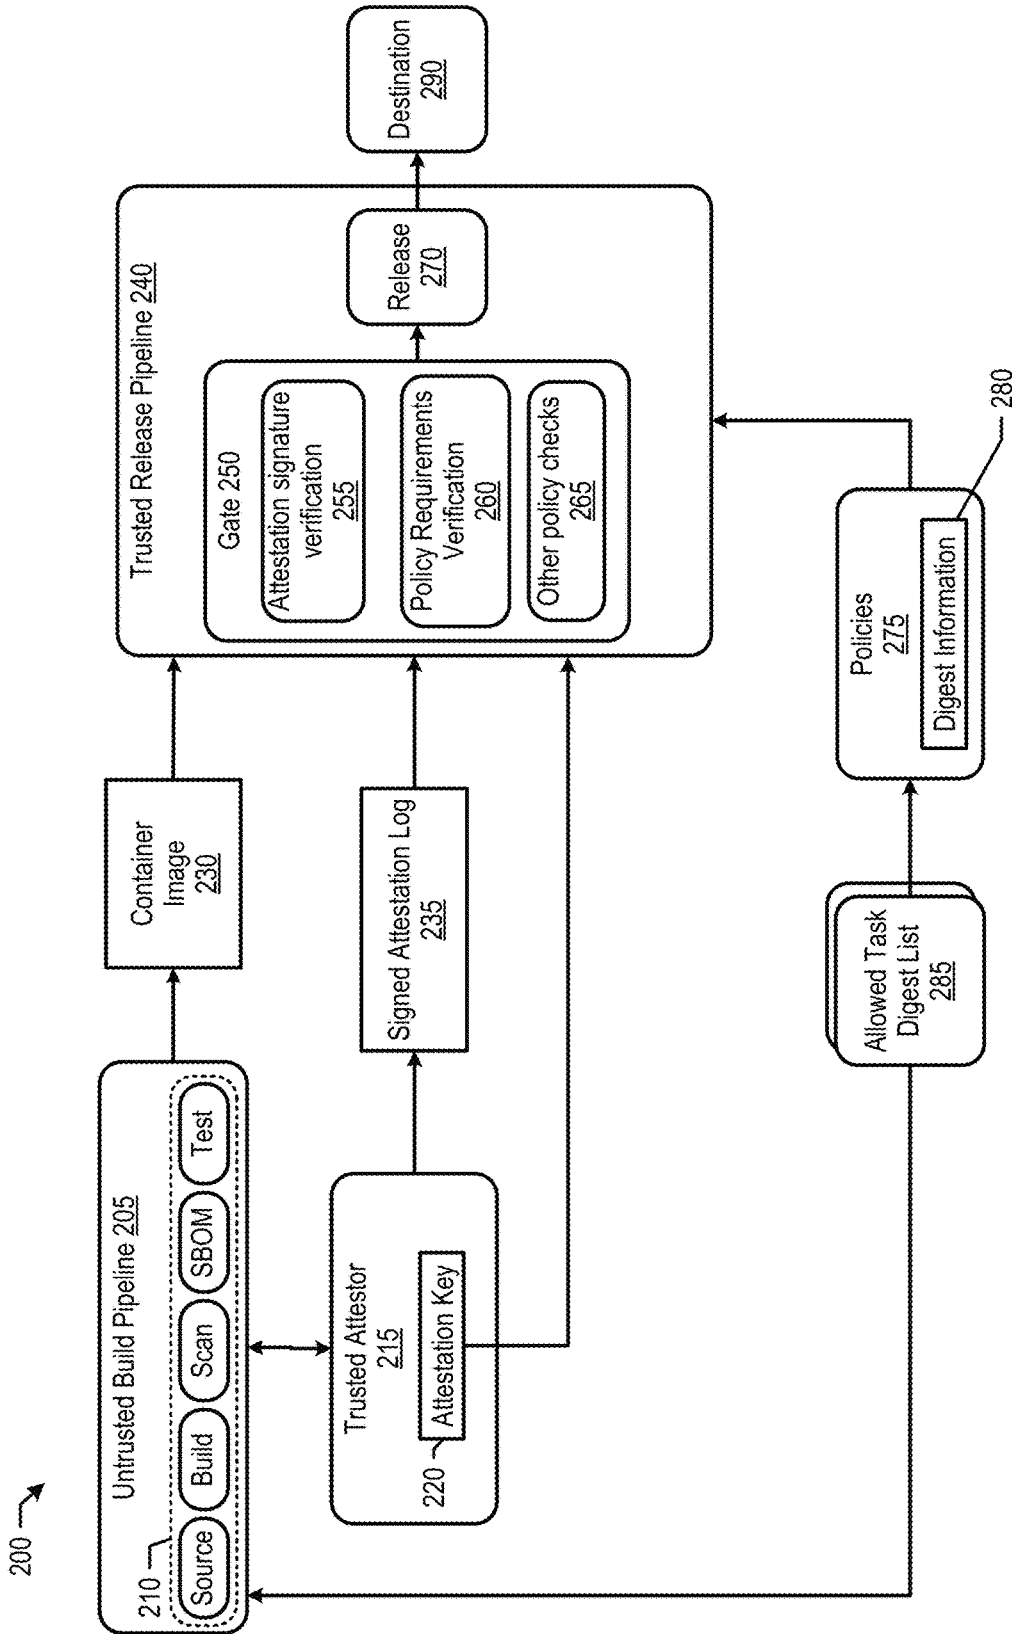 200
Untrusted Build Pipeline 205
210
Source
Build
Scan
SBOM
Test
Container
Image
230
Trusted Attestor
215
220
Attestation Key
Signed Attestation Log
235
Trusted Release Pipeline 240
Gate 250
Attestation signature
verification
255
Policy Requirements
Verification
260
Other policy checks
265
Release
270
Destination
290
Allowed Task
Digest List
285
Policies
275
Digest Information
280